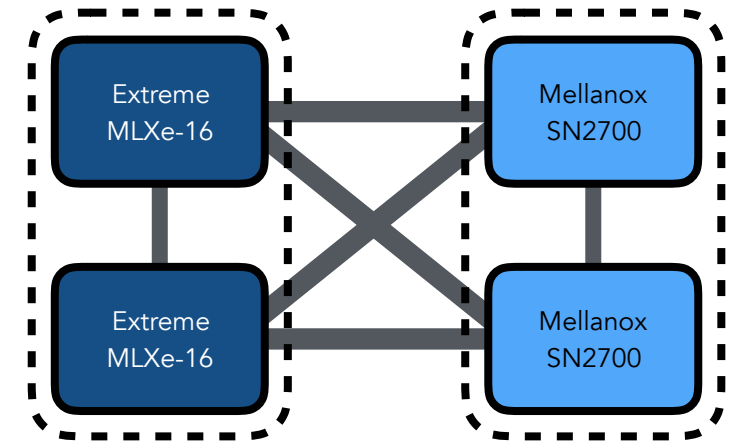 Extreme
MLXe-16
Mellanox
SN2700
Extreme
MLXe-16
Mellanox
SN2700